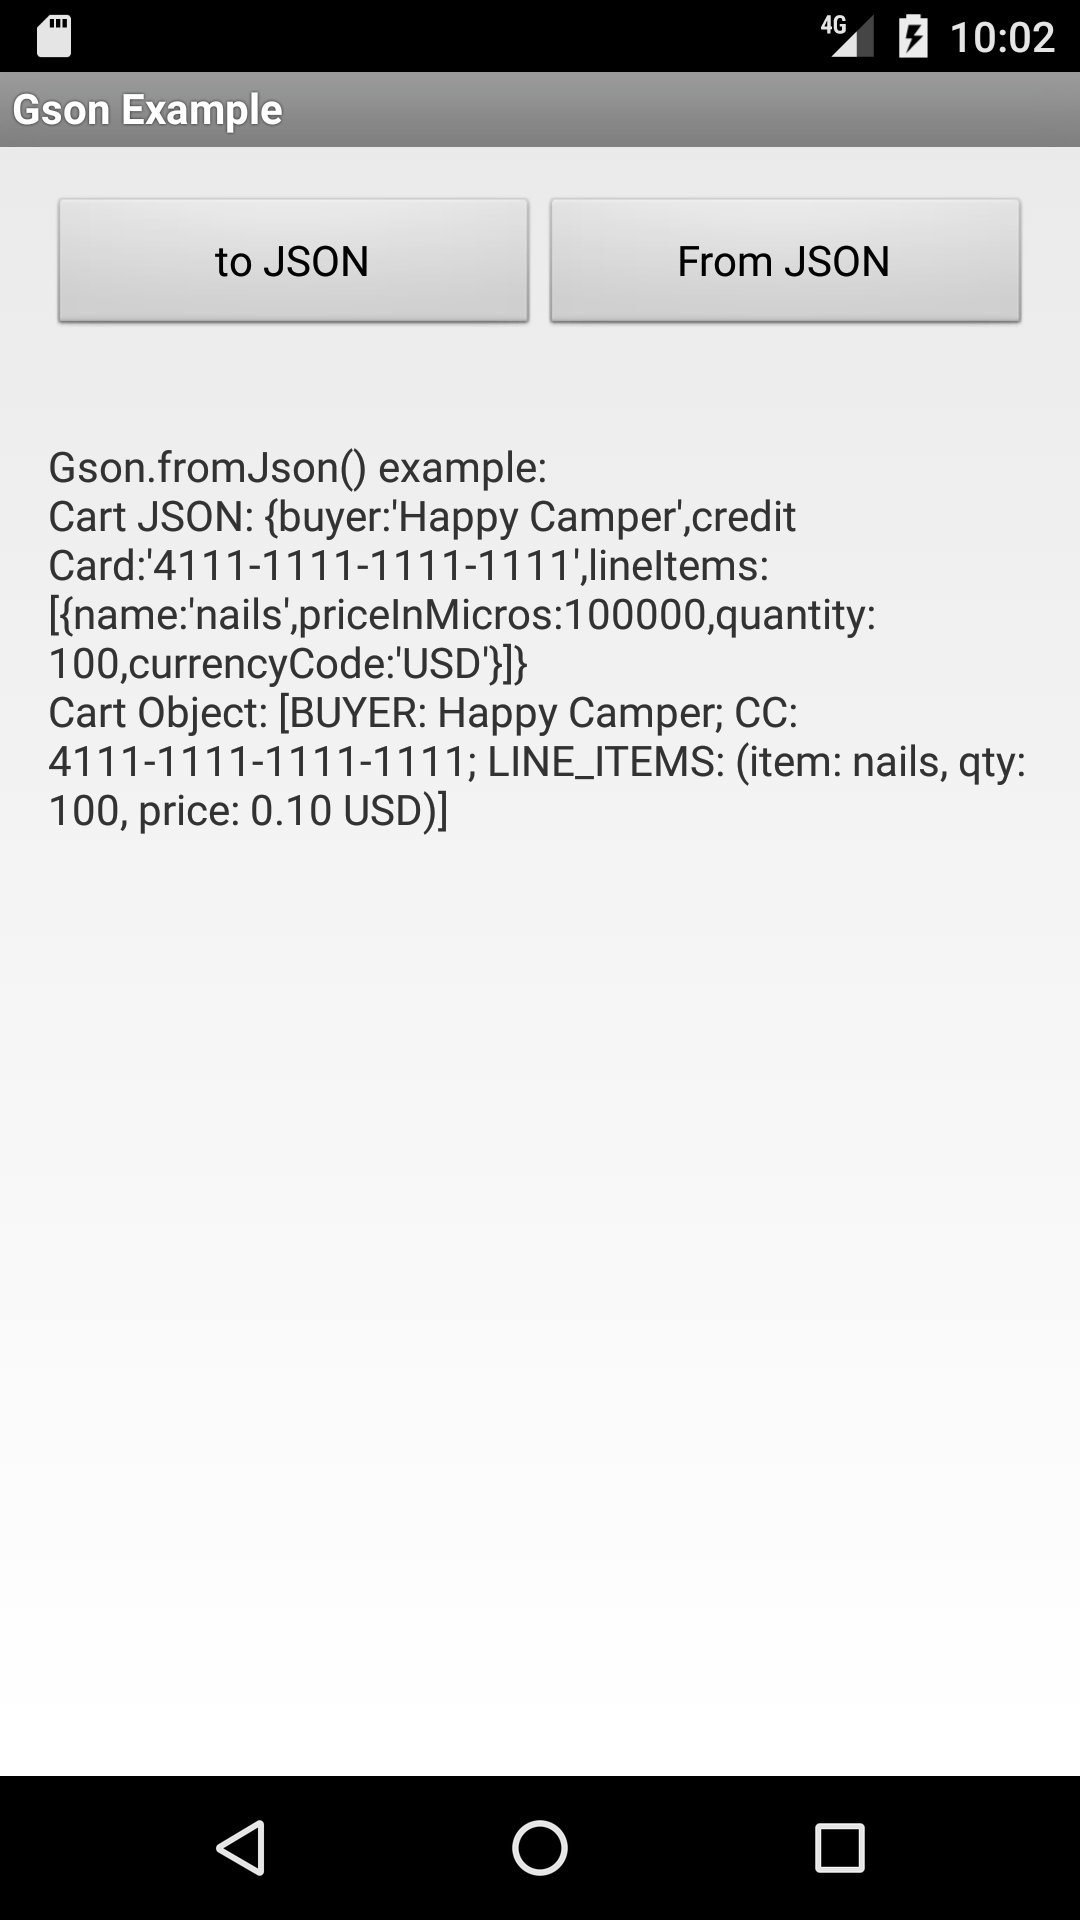 4G 10:02
Gson Example
to JSON From JSON
Gson.fromJson() example:
Cart JSON: {buyer:'Happy Camper',credit
Card:'4111-1111-1111-1111',lineItems:
[{name:'nails',priceInMicros:100000,quantity:
100,currencyCode:'USD'}]}
Cart Object: [BUYER: Happy Camper; CC:
4111-1111-1111-1111; LINE_ITEMS: (item: nails, qty:
100, price: 0.10 USD)]